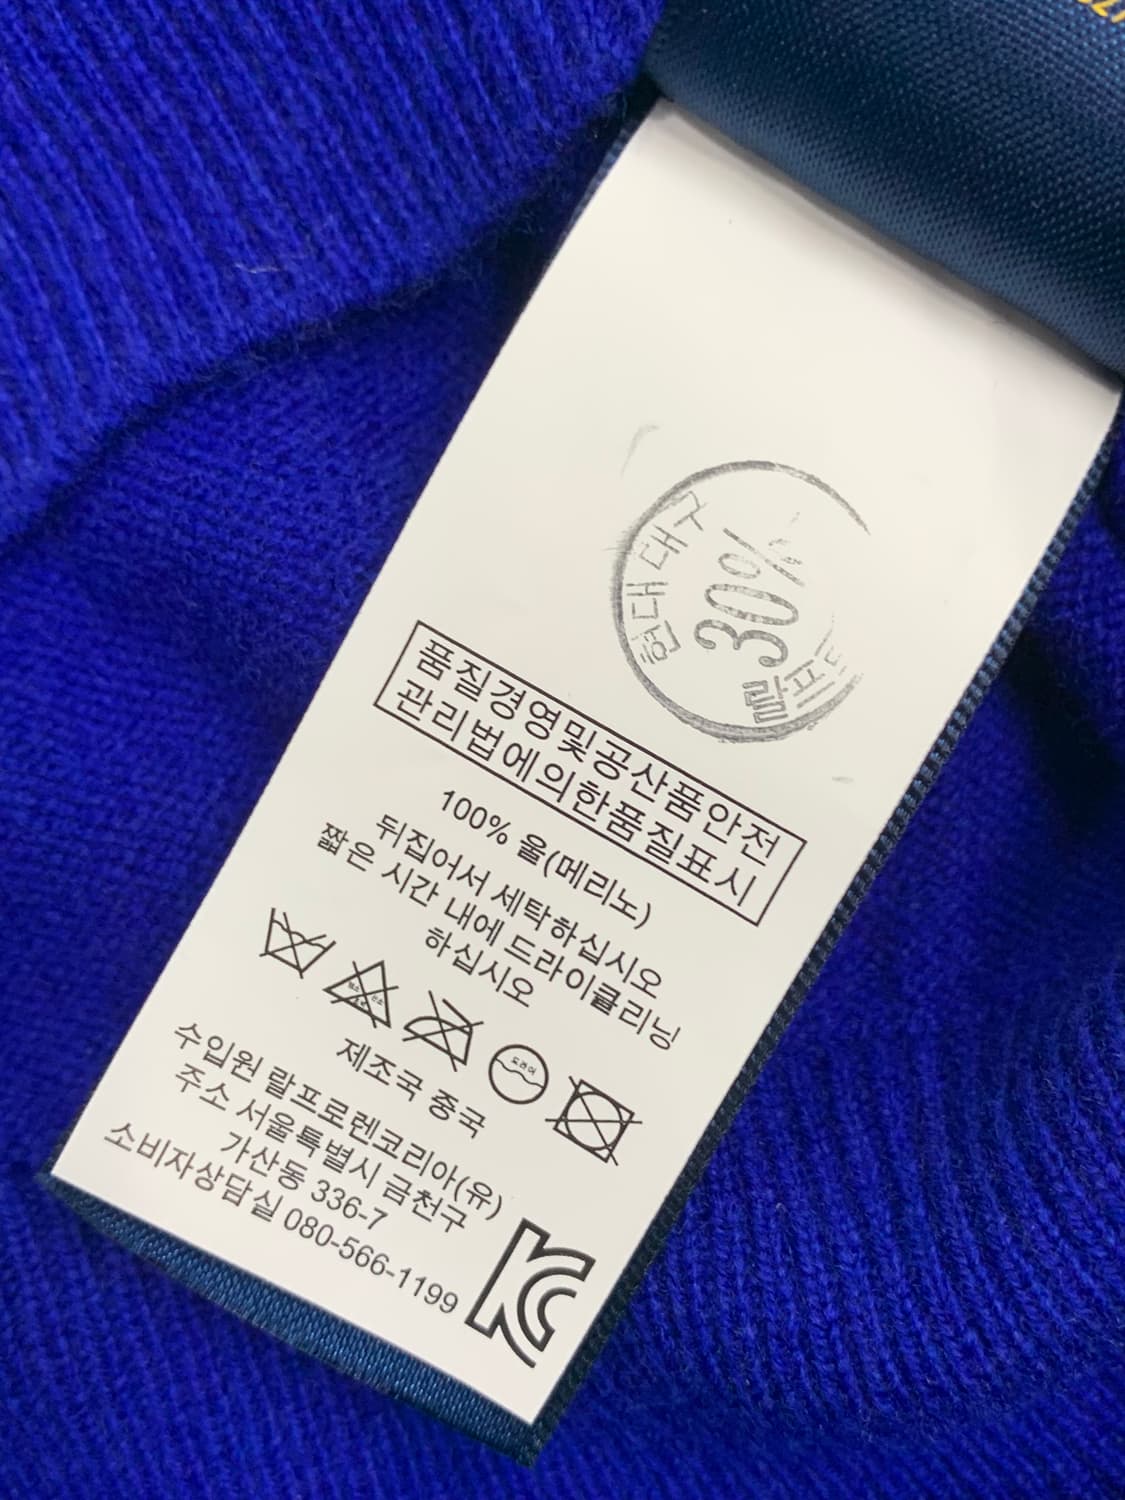 현대 대구
30%
랄프
품질경영및공산품안전
관리법에의한품질표시
100% 울(메리노)
뒤집어서 세탁하십시오
짧은 시간 내에 드라이클리닝
하십시오
드라이
제조국 중국
수입원 랄프로렌코리아(유)
주소 서울특별시 금천구
가산동 336-7
소비자상담실 080-566-1199